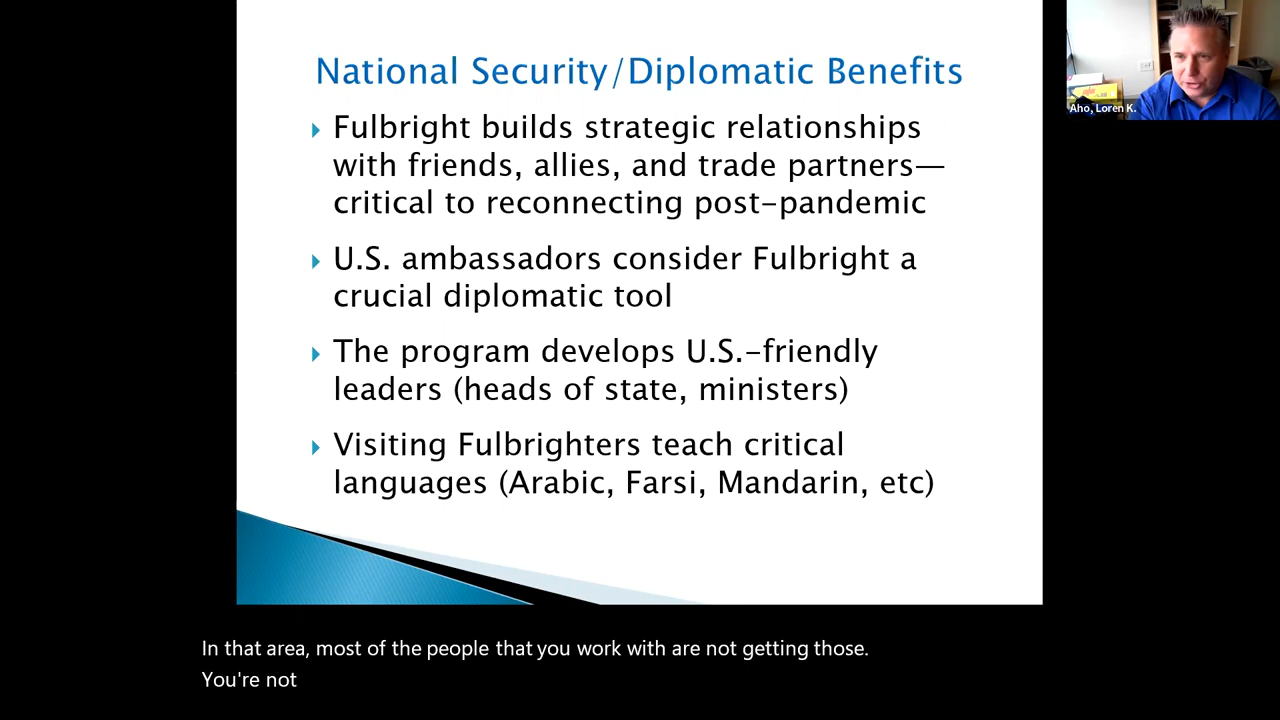 National Security/Diplomatic Benefits
Fulbright builds strategic relationships
with friends, allies, and trade partners—
critical to reconnecting post-pandemic
U.S. ambassadors consider Fulbright a
crucial diplomatic tool
The program develops U.S.-friendly
leaders (heads of state, ministers)
Visiting Fulbrighters teach critical
languages (Arabic, Farsi, Mandarin, etc)
Aho, Loren K.
In that area, most of the people that you work with are not getting those.
You're not